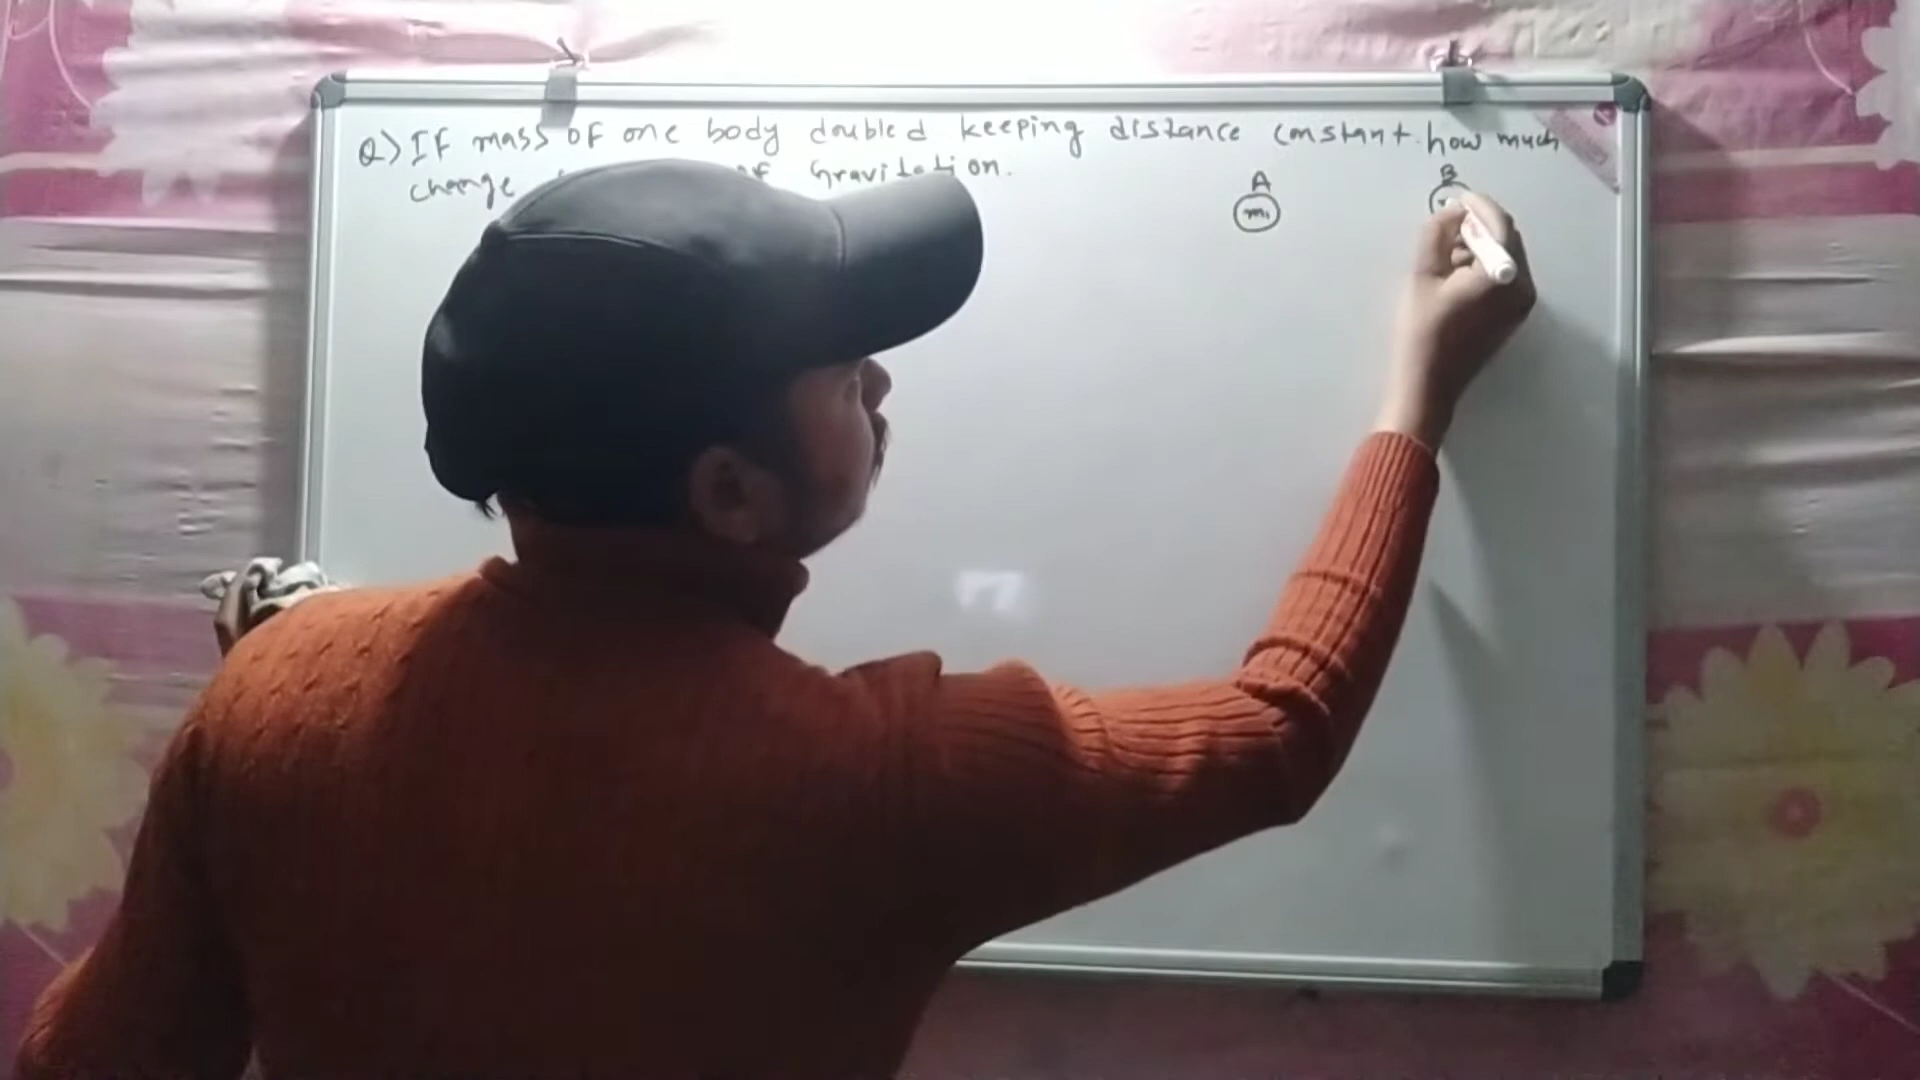 Q> If mass of one body doubled keeping distance constant. how much
change of Gravitation.
A B
m₁